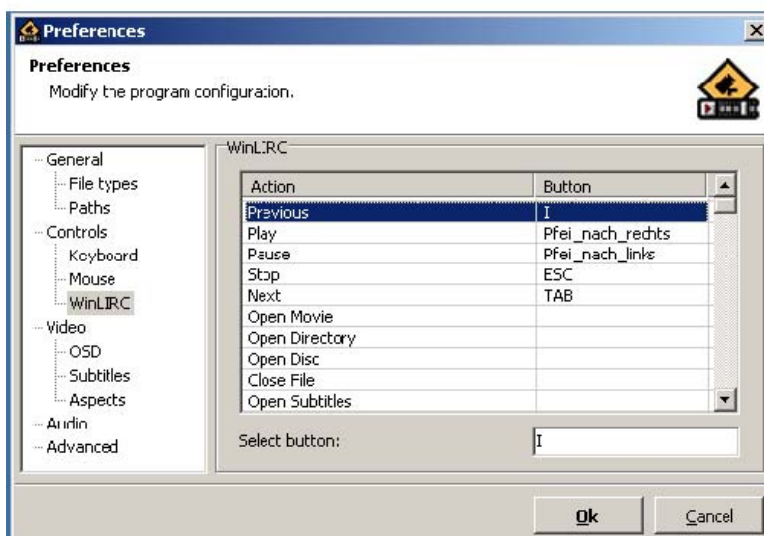 Preferences
Preferences
Modify the program configuration.
General
File types
Paths
Controls
Keyboard
Mouse
WinLIRC
Video
OSD
Subtitles
Aspects
Audio
Advanced
WinLIRC
Action Button
Previous I
Play Pfei_nach_rechts
Pause Pfei_nach_links
Stop ESC
Next TAB
Open Movie
Open Directory
Open Disc
Close File
Open Subtitles
Select button: I
Ok Cancel